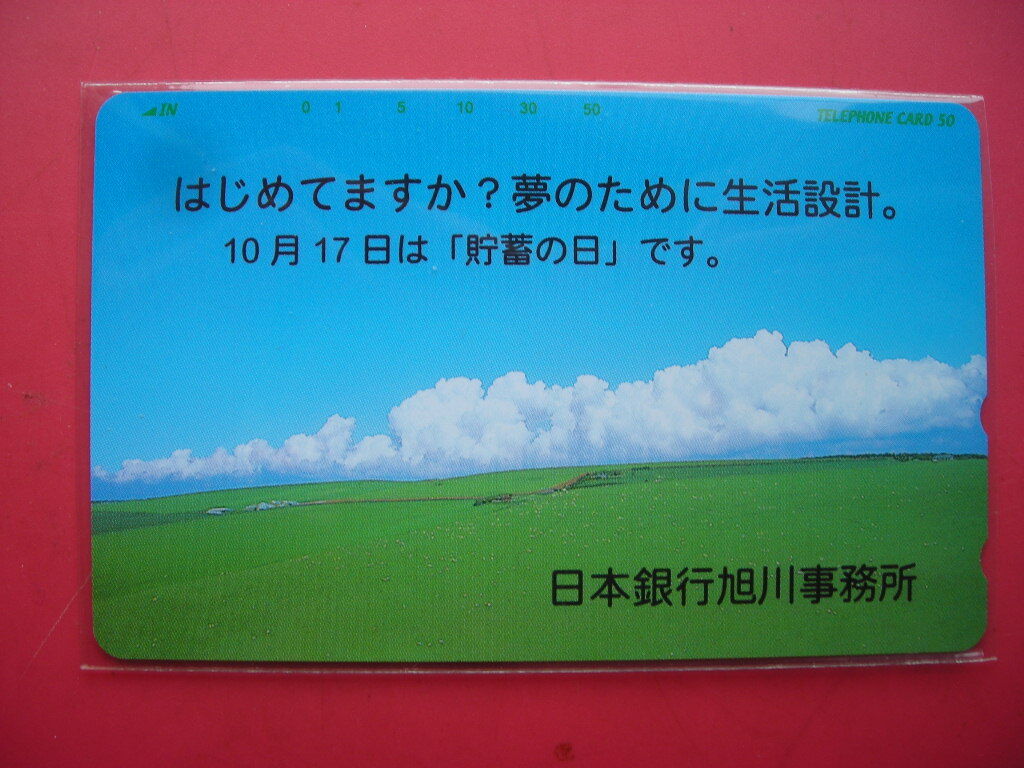 ◢IN 0 1 5 10 30 50 TELEPHONE CARD 50
はじめてますか？夢のために生活設計。
10月17日は「貯蓄の日」です。
日本銀行旭川事務所